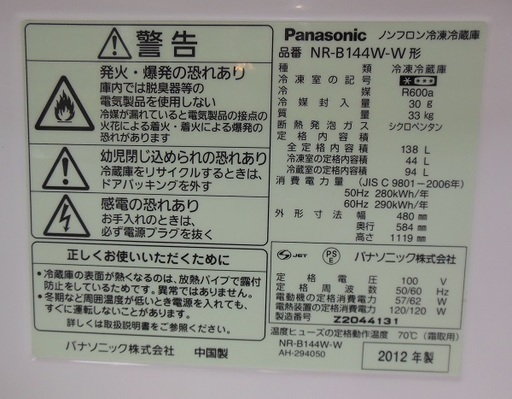 警告
発火・爆発の恐れあり
庫内では脱臭器等の
電気製品を使用しない
冷媒が漏れていると電気製品の接点の
火花による着火・着火による爆発の
恐れがあります
幼児閉じ込められの恐れあり
冷蔵庫をリサイクルするときは、
ドアパッキングを外す
感電の恐れあり
お手入れのときは、
必ず電源プラグを抜く
正しくお使いいただくために
●冷蔵庫の表面が熱くなるのは、放熱パイプで露付
防止をしているためです。異常ではありません。
●冬期など周囲温度が低いとき電源を入れても、
すぐに運転しないことがあります。
詳しくは取扱説明書をご参照ください。
パナソニック株式会社 中国製
Panasonic ノンフロン冷凍冷蔵庫
品番 NR-B144W-W 形
種類 冷凍冷蔵庫
冷凍室の記号
冷媒 R600a
冷媒封入量 30 g
質量 33 kg
断熱発泡ガス シクロペンタン
定格内容積
全定格内容積 138 L
冷凍室の定格内容積 44 L
冷蔵室の定格内容積 94 L
消費電力量 (JIS C 9801-2006年)
50Hz 280kWh/年
60Hz 290kWh/年
外形寸法 幅 480 mm
奥行 584 mm
高さ 1119 mm
JET PS E パナソニック株式会社
定格電圧 100 V
定格周波数 50/60 Hz
電動機の定格消費電力 57/62 W
電熱装置の定格消費電力 120/120 W
製造番号 Z2044131
温度ヒューズの定格動作温度 70℃ (霜取用)
NR-B144W-W
AH-294050
2012年製